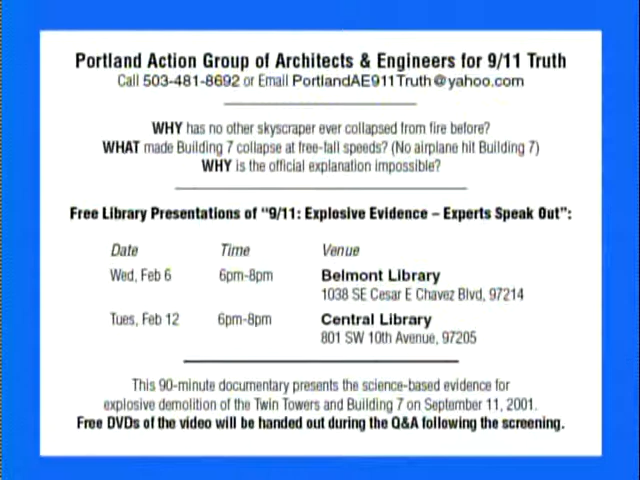 Portland Action Group of Architects & Engineers for 9/11 Truth
Call 503-481-8692 or Email PortlandAE911Truth@yahoo.com
WHY has no other skyscraper ever collapsed from fire before?
WHAT made Building 7 collapse at free-fall speeds? (No airplane hit Building 7)
WHY is the official explanation impossible?
Free Library Presentations of "9/11: Explosive Evidence – Experts Speak Out":
Date Time Venue
Wed, Feb 6 6pm-8pm Belmont Library
1038 SE Cesar E Chavez Blvd, 97214
Tues, Feb 12 6pm-8pm Central Library
801 SW 10th Avenue, 97205
This 90-minute documentary presents the science-based evidence for
explosive demolition of the Twin Towers and Building 7 on September 11, 2001.
Free DVDs of the video will be handed out during the Q&A following the screening.